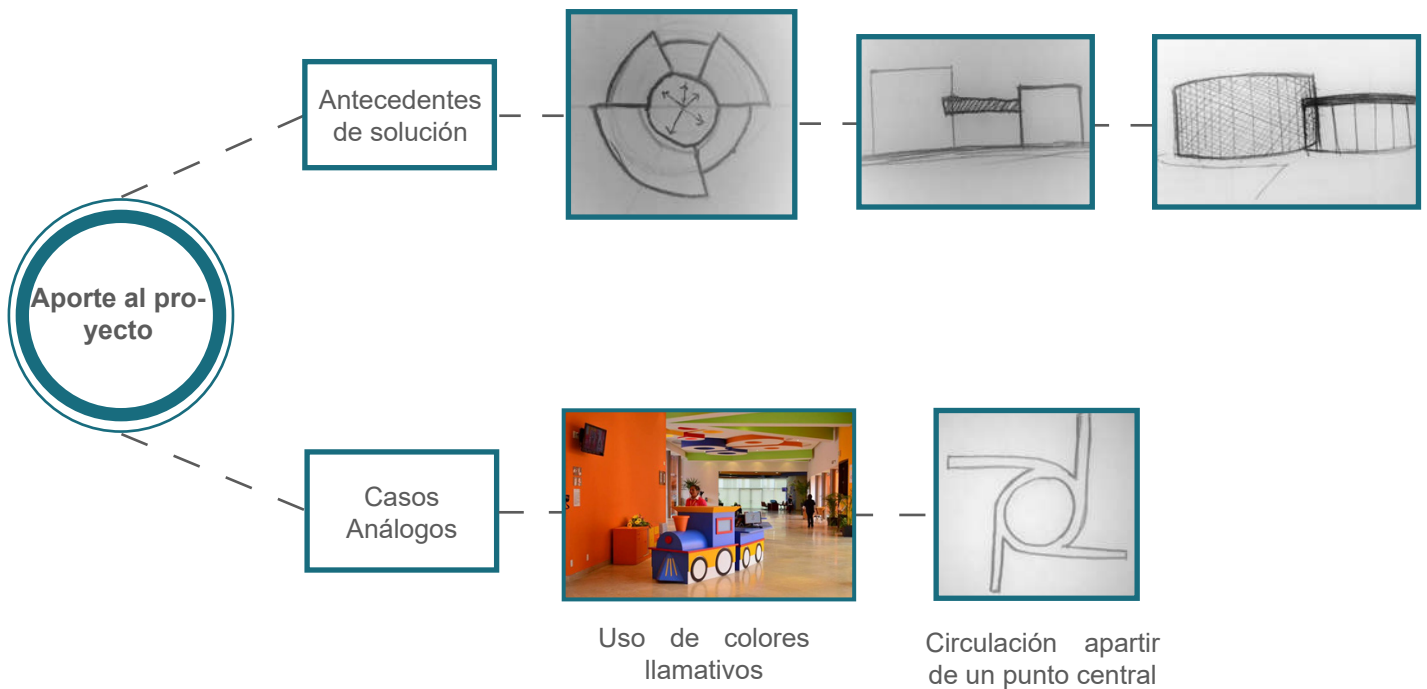 Antecedentes
de solución
Aporte al pro-
yecto
Casos
Análogos
Uso de colores
llamativos
Circulación apartir
de un punto central